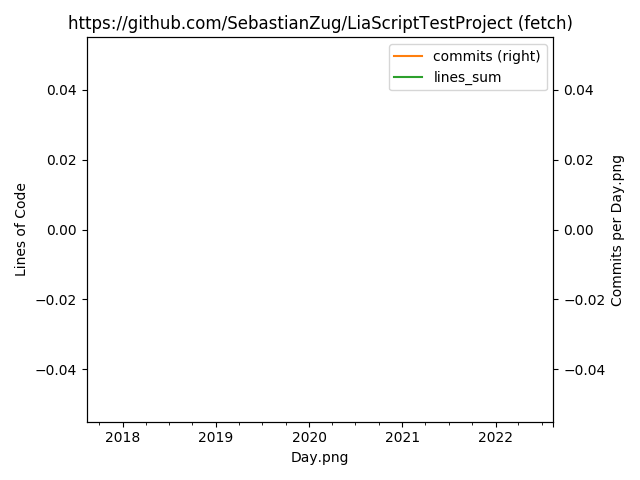 https://github.com/SebastianZug/LiaScriptTestProject (fetch)
commits (right)
lines_sum
0.04
0.02
0.00
−0.02
−0.04
Lines of Code
0.04
0.02
0.00
−0.02
−0.04
Commits per Day.png
2018 2019 2020 2021 2022
Day.png